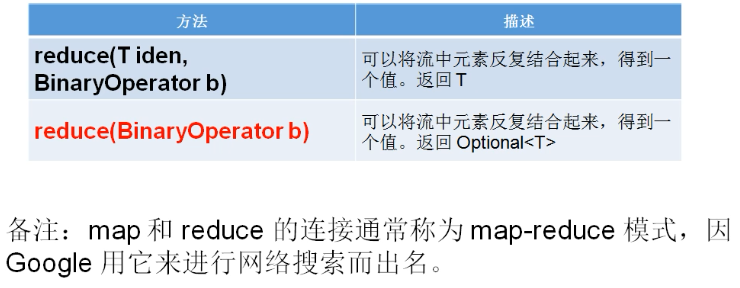 方法 描述
reduce(T iden,
BinaryOperator b)
可以将流中元素反复结合起来，得到一
个值。返回 T
reduce(BinaryOperator b)
可以将流中元素反复结合起来，得到一
个值。返回 Optional<T>
备注：map 和 reduce 的连接通常称为 map-reduce 模式，因
Google 用它来进行网络搜索而出名。